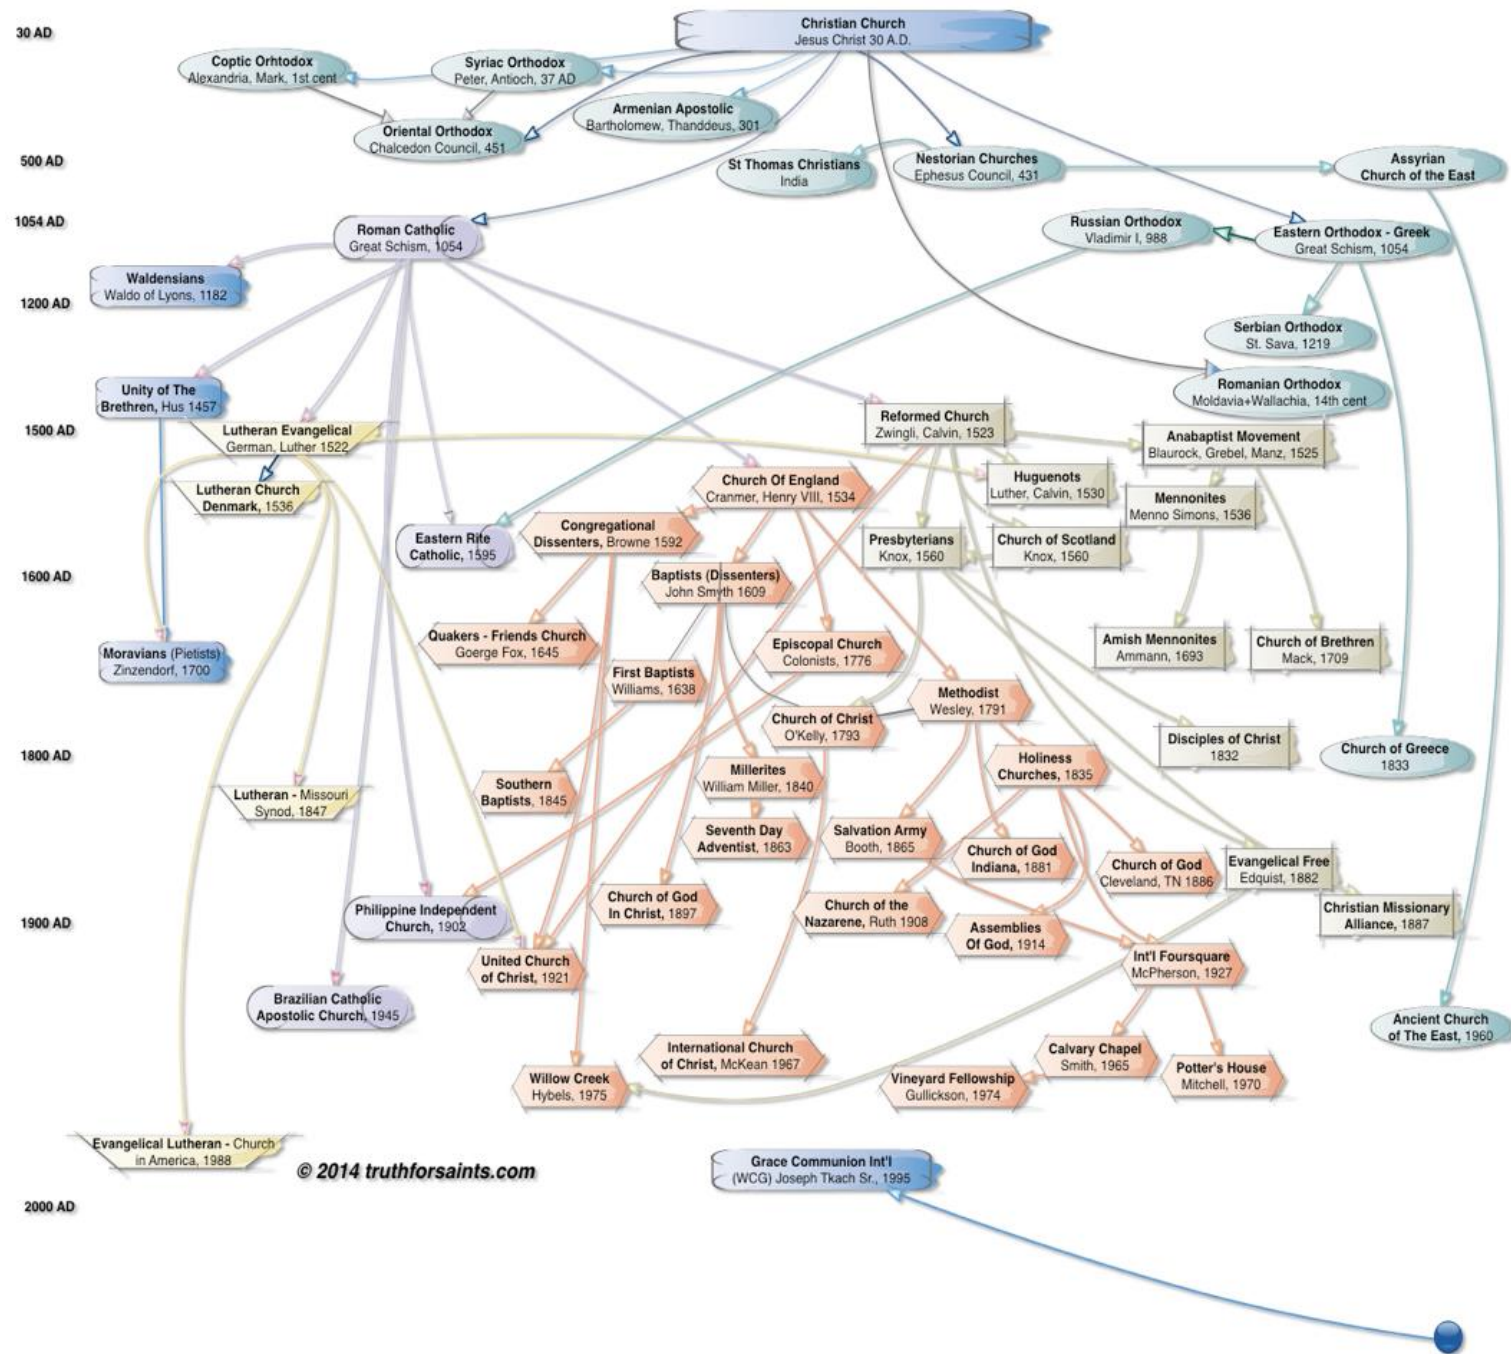 30 AD
Christian Church
Jesus Christ 30 A.D.
Coptic Orhtodox
Alexandria, Mark, 1st cent
Syriac Orthodox
Peter, Antioch, 37 AD
Armenian Apostolic
Bartholomew, Thanddeus, 301
Oriental Orthodox
Chalcedon Council, 451
500 AD
St Thomas Christians
India
Nestorian Churches
Ephesus Council, 431
Assyrian
Church of the East
1054 AD
Roman Catholic
Great Schism, 1054
Russian Orthodox
Vladimir I, 988
Eastern Orthodox - Greek
Great Schism, 1054
Waldensians
Waldo of Lyons, 1182
1200 AD
Serbian Orthodox
St. Sava, 1219
Romanian Orthodox
Moldavia+Wallachia, 14th cent
Unity of The
Brethren, Hus 1457
1500 AD
Lutheran Evangelical
German, Luther 1522
Reformed Church
Zwingli, Calvin, 1523
Anabaptist Movement
Blaurock, Grebel, Manz, 1525
Lutheran Church
Denmark, 1536
Church Of England
Cranmer, Henry VIII, 1534
Huguenots
Luther, Calvin, 1530
Mennonites
Menno Simons, 1536
Eastern Rite
Catholic, 1595
Congregational
Dissenters, Browne 1592
Presbyterians
Knox, 1560
Church of Scotland
Knox, 1560
1600 AD
Baptists (Dissenters)
John Smyth 1609
Quakers - Friends Church
Goerge Fox, 1645
Episcopal Church
Colonists, 1776
Amish Mennonites
Ammann, 1693
Church of Brethren
Mack, 1709
Moravians (Pietists)
Zinzendorf, 1700
First Baptists
Williams, 1638
Methodist
Wesley, 1791
Church of Christ
O'Kelly, 1793
Disciples of Christ
1832
Church of Greece
1833
1800 AD
Lutheran - Missouri
Synod, 1847
Southern
Baptists, 1845
Millerites
William Miller, 1840
Holiness
Churches, 1835
Seventh Day
Adventist, 1863
Salvation Army
Booth, 1865
Church of God
Indiana, 1881
Church of God
Cleveland, TN 1886
Evangelical Free
Edquist, 1882
1900 AD
Philippine Independent
Church, 1902
Church of God
In Christ, 1897
Church of the
Nazarene, Ruth 1908
Assemblies
Of God, 1914
Christian Missionary
Alliance, 1887
United Church
of Christ, 1921
Int'l Foursquare
McPherson, 1927
Brazilian Catholic
Apostolic Church, 1945
Ancient Church
of The East, 1960
International Church
of Christ, McKean 1967
Calvary Chapel
Smith, 1965
Potter's House
Mitchell, 1970
Willow Creek
Hybels, 1975
Vineyard Fellowship
Gullickson, 1974
Evangelical Lutheran - Church
in America, 1988
© 2014 truthforsaints.com
Grace Communion Int'l
(WCG) Joseph Tkach Sr., 1995
2000 AD